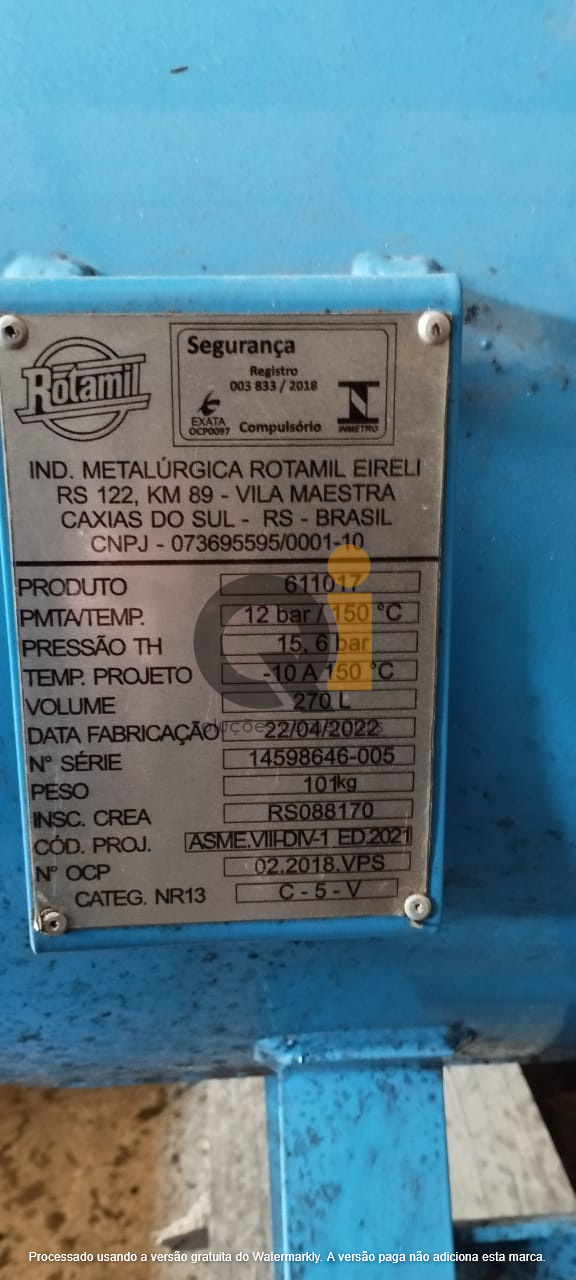 Rotamil
Segurança
Registro
003 833 / 2018
EXATA
OCP0097
Compulsório
INMETRO
IND. METALÚRGICA ROTAMIL EIRELI
RS 122, KM 89 - VILA MAESTRA
CAXIAS DO SUL - RS - BRASIL
CNPJ - 073695595/0001-10
PRODUTO 611017
PMTA/TEMP. 12 bar / 150 °C
PRESSÃO TH 15, 6 bar
TEMP. PROJETO -10 A 150 °C
VOLUME 270 L
DATA FABRICAÇÃO 22/04/2022
N° SÉRIE 14598646-005
PESO 101kg
INSC. CREA RS088170
CÓD. PROJ. ASME.VIII-DIV-1 ED.2021
N° OCP 02.2018.VPS
CATEG. NR13 C - 5 - V
Processado usando a versão gratuita do Watermarkly. A versão paga não adiciona esta marca.